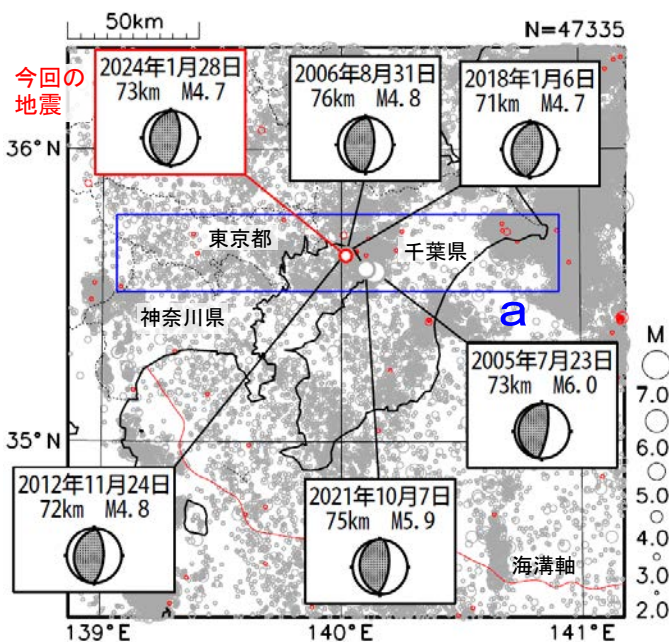 50km
N=47335
今回の
地震
2024年1月28日
73km M4.7
2006年8月31日
76km M4.8
2018年1月6日
71km M4.7
36°N
東京都
千葉県
神奈川県
a
2005年7月23日
73km M6.0
M
7.0
6.0
5.0
4.0
3.0
2.0
35°N
2012年11月24日
72km M4.8
2021年10月7日
75km M5.9
海溝軸
139°E
140°E
141°E